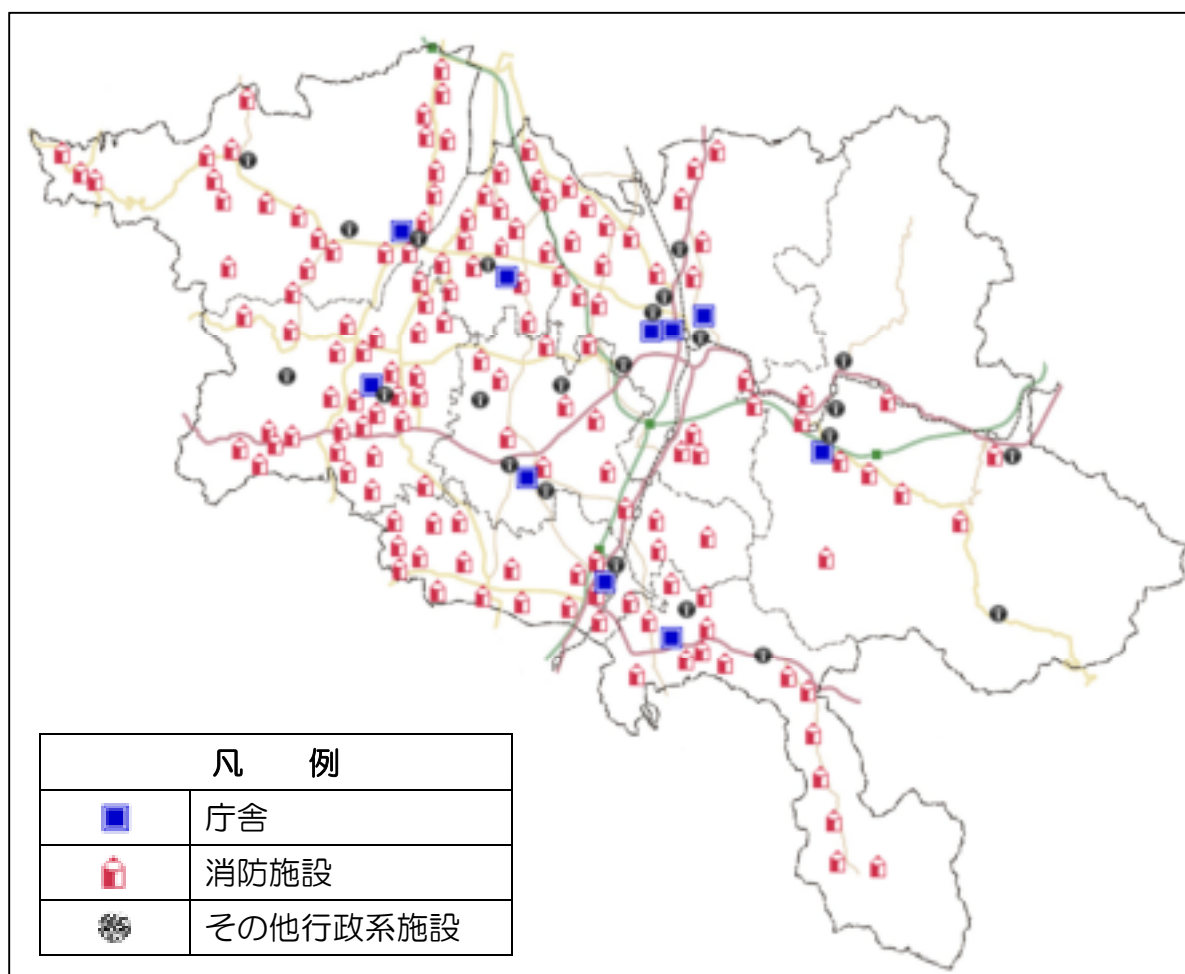 凡　例
庁舎
消防施設
その他行政系施設